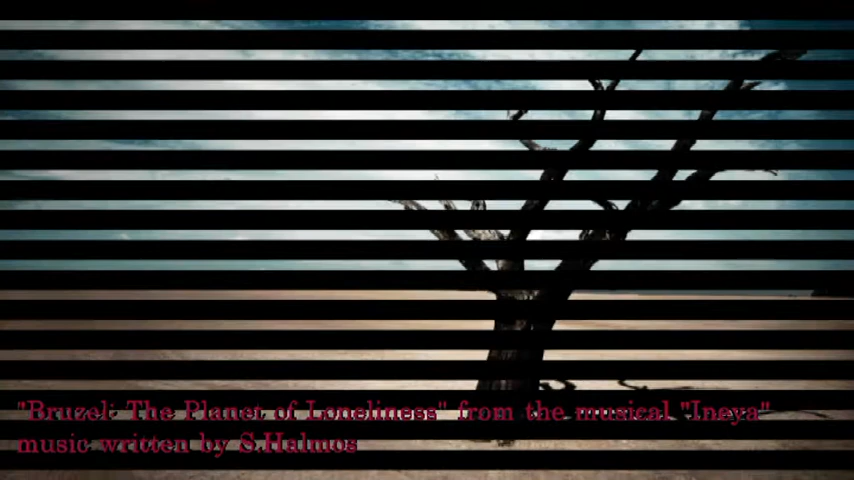 "Bruzel: The Planet of Loneliness" from the musical "Ineya"
music written by S.Halmos